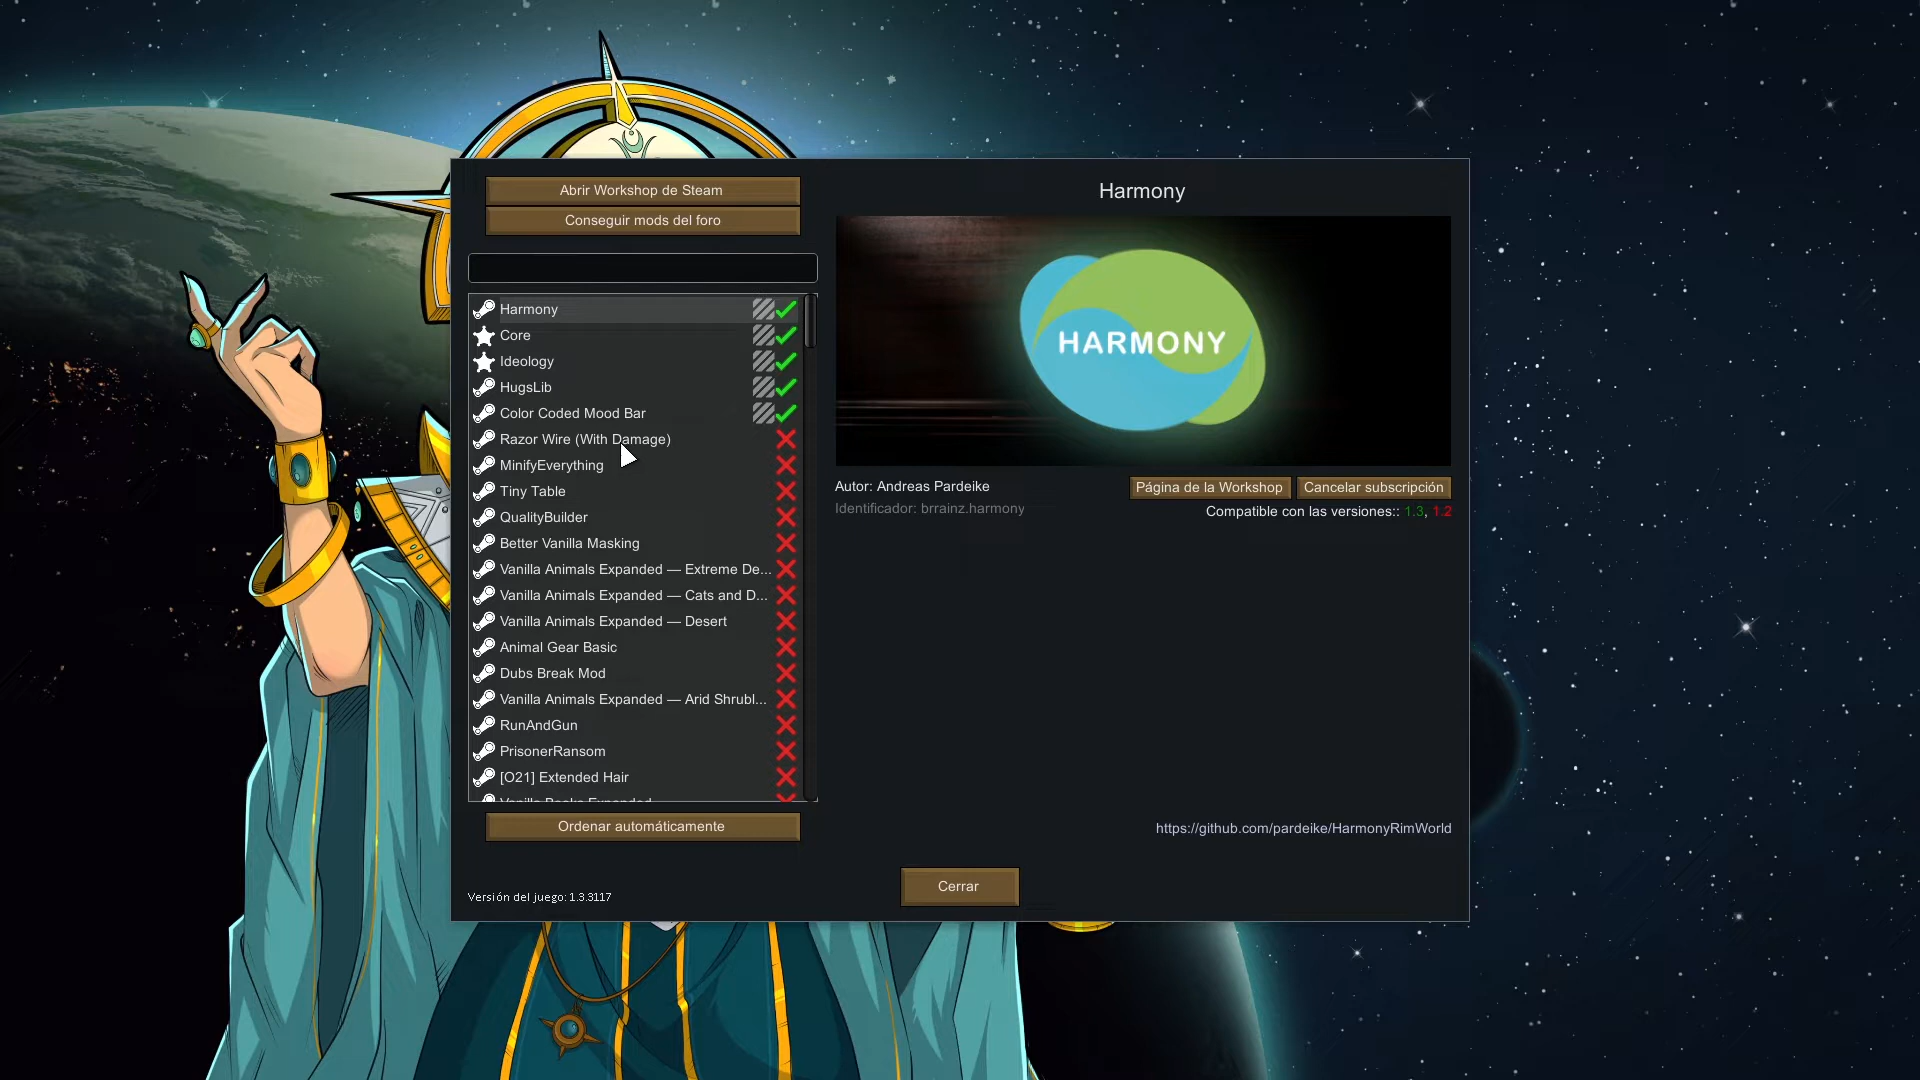 Abrir Workshop de Steam
Conseguir mods del foro
Harmony
Core
Ideology
HugsLib
Color Coded Mood Bar
Razor Wire (With Damage)
MinifyEverything
Tiny Table
QualityBuilder
Better Vanilla Masking
Vanilla Animals Expanded — Extreme De...
Vanilla Animals Expanded — Cats and D...
Vanilla Animals Expanded — Desert
Animal Gear Basic
Dubs Break Mod
Vanilla Animals Expanded — Arid Shrubl...
RunAndGun
PrisonerRansom
[O21] Extended Hair
Vanilla Books Expanded
Ordenar automáticamente
Versión del juego: 1.3.3117
Harmony
HARMONY
Autor: Andreas Pardeike
Página de la Workshop
Cancelar subscripción
Identificador: brrainz.harmony
Compatible con las versiones:: 1.3, 1.2
https://github.com/pardeike/HarmonyRimWorld
Cerrar